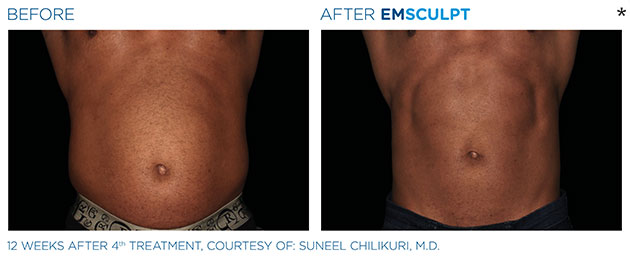 BEFORE
AFTER EMSCULPT *
12 WEEKS AFTER 4th TREATMENT, COURTESY OF: SUNEEL CHILIKURI, M.D.